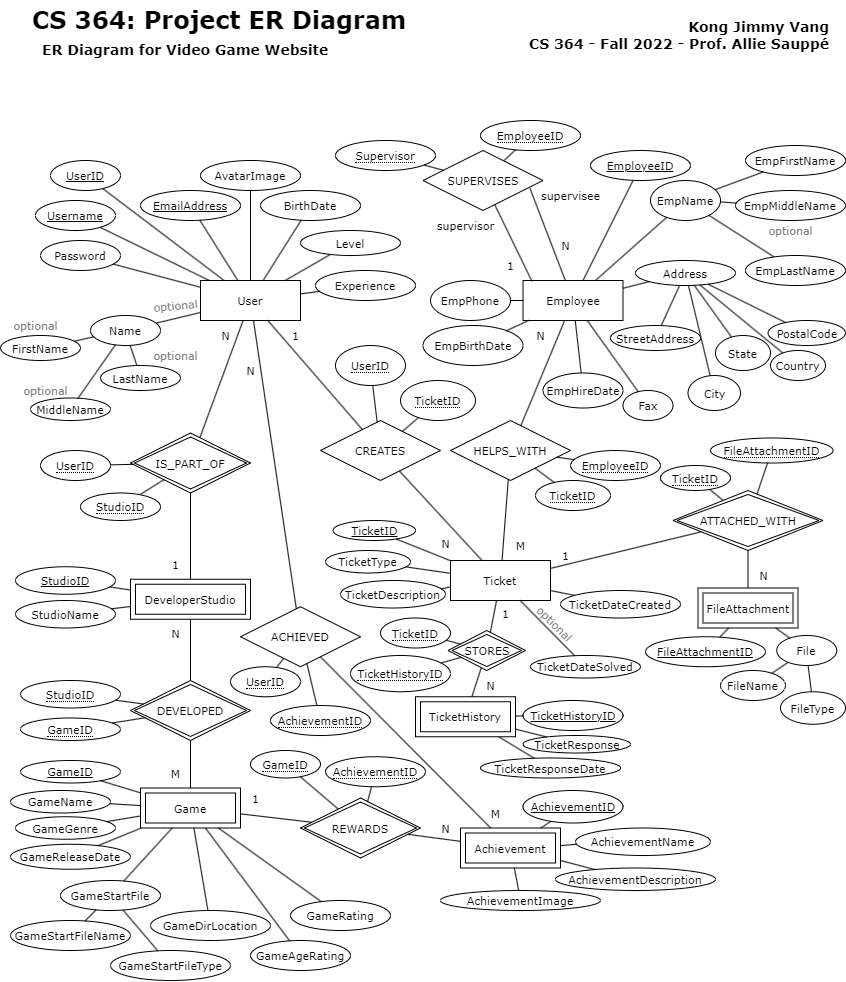 CS 364: Project ER Diagram
ER Diagram for Video Game Website
Kong Jimmy Vang
CS 364 - Fall 2022 - Prof. Allie Sauppé
EmployeeID
Supervisor
SUPERVISES
supervisor
supervisee
1
N
EmployeeID
EmpName
EmpFirstName
EmpMiddleName
optional
EmpLastName
UserID
AvatarImage
EmailAddress
BirthDate
Username
Level
Password
Experience
User
optional
Name
optional
FirstName
optional
LastName
optional
MiddleName
Employee
EmpPhone
EmpBirthDate
EmpHireDate
Fax
Address
StreetAddress
City
State
Country
PostalCode
N
N
1
N
UserID
TicketID
CREATES
HELPS_WITH
EmployeeID
TicketID
N
M
IS_PART_OF
UserID
StudioID
1
FileAttachmentID
TicketID
ATTACHED_WITH
1
N
FileAttachment
FileAttachmentID
File
FileName
FileType
TicketID
TicketType
TicketDescription
Ticket
TicketDateCreated
optional
TicketDateSolved
1
StudioID
StudioName
DeveloperStudio
N
ACHIEVED
UserID
AchievementID
TicketID
TicketHistoryID
STORES
N
TicketHistory
TicketHistoryID
TicketResponse
TicketResponseDate
StudioID
GameID
DEVELOPED
M
GameID
GameName
GameGenre
GameReleaseDate
Game
1
GameID
AchievementID
REWARDS
N
M
AchievementID
AchievementName
Achievement
AchievementDescription
AchievementImage
GameStartFile
GameStartFileName
GameStartFileType
GameDirLocation
GameAgeRating
GameRating